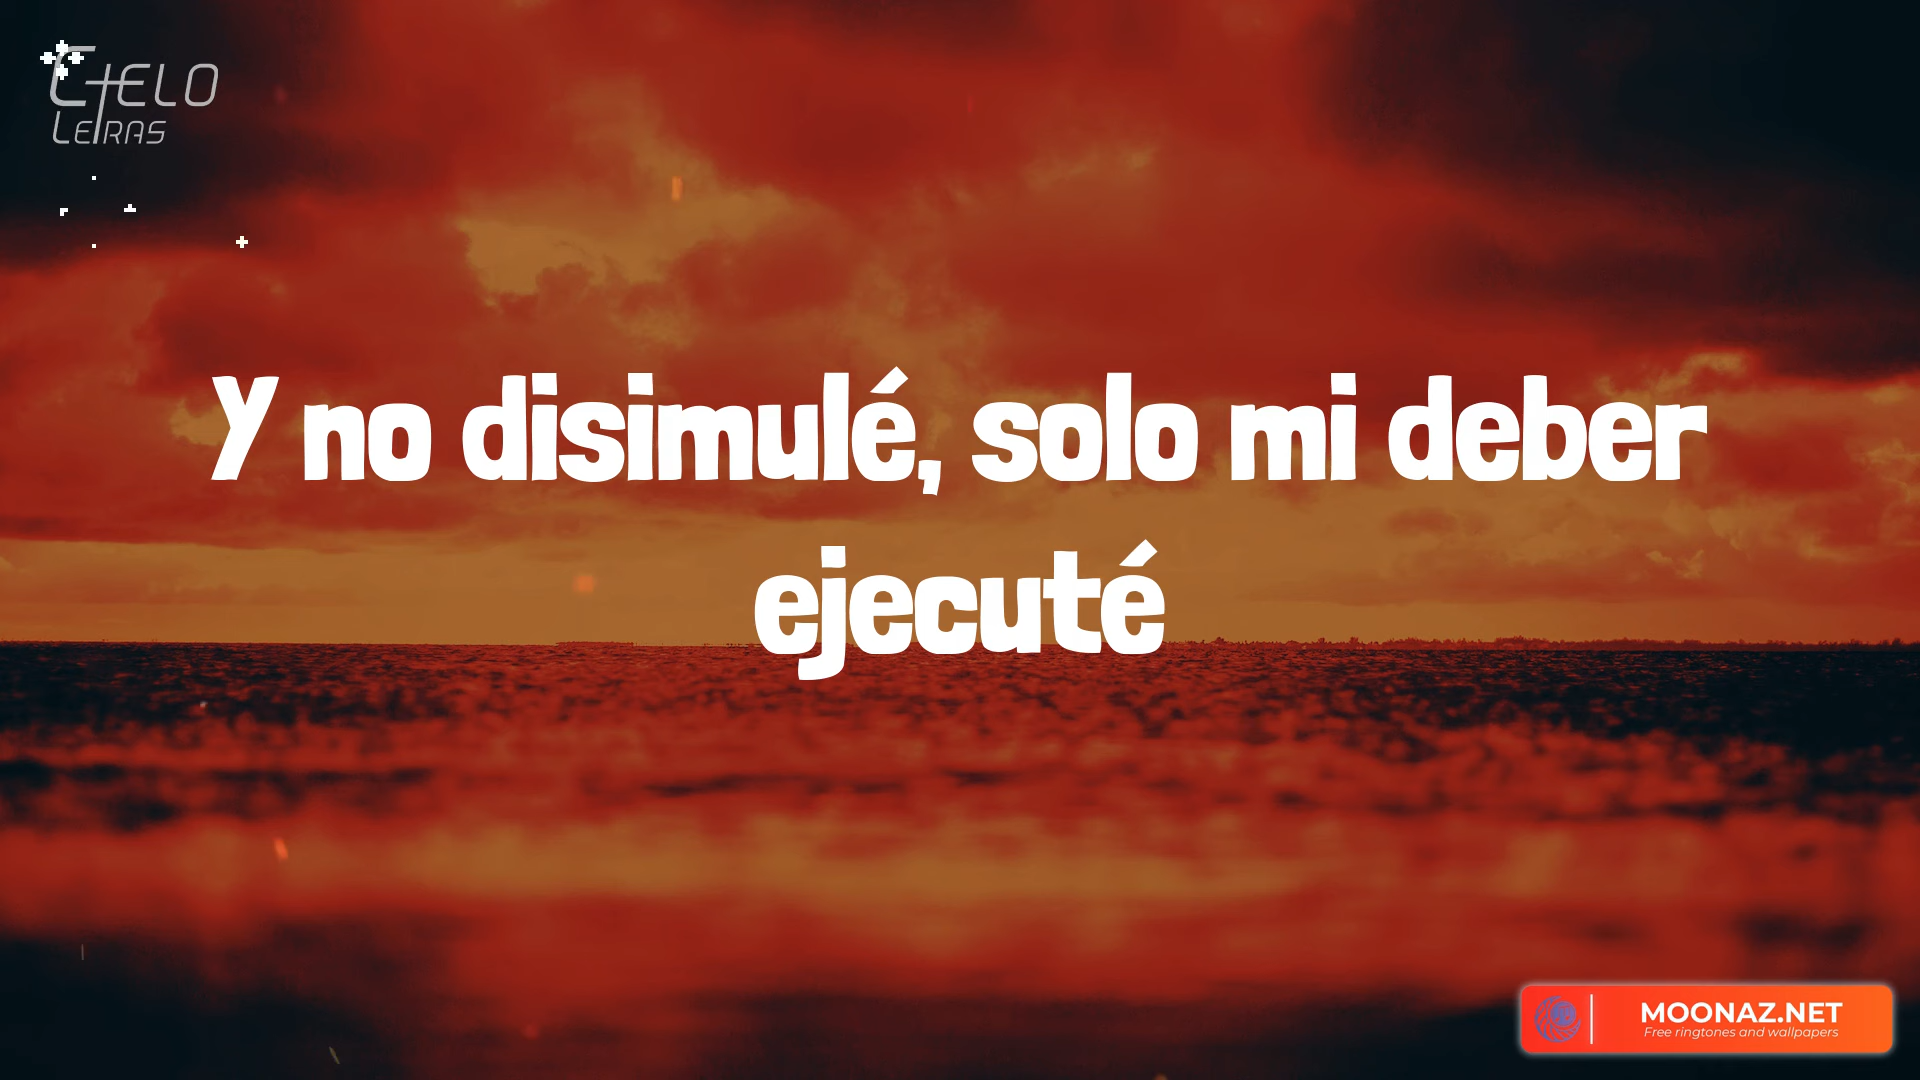 CIELO
LETRAS
Y no disimulé, solo mi deber
ejecuté
MOONAZ.NET
Free ringtones and wallpapers